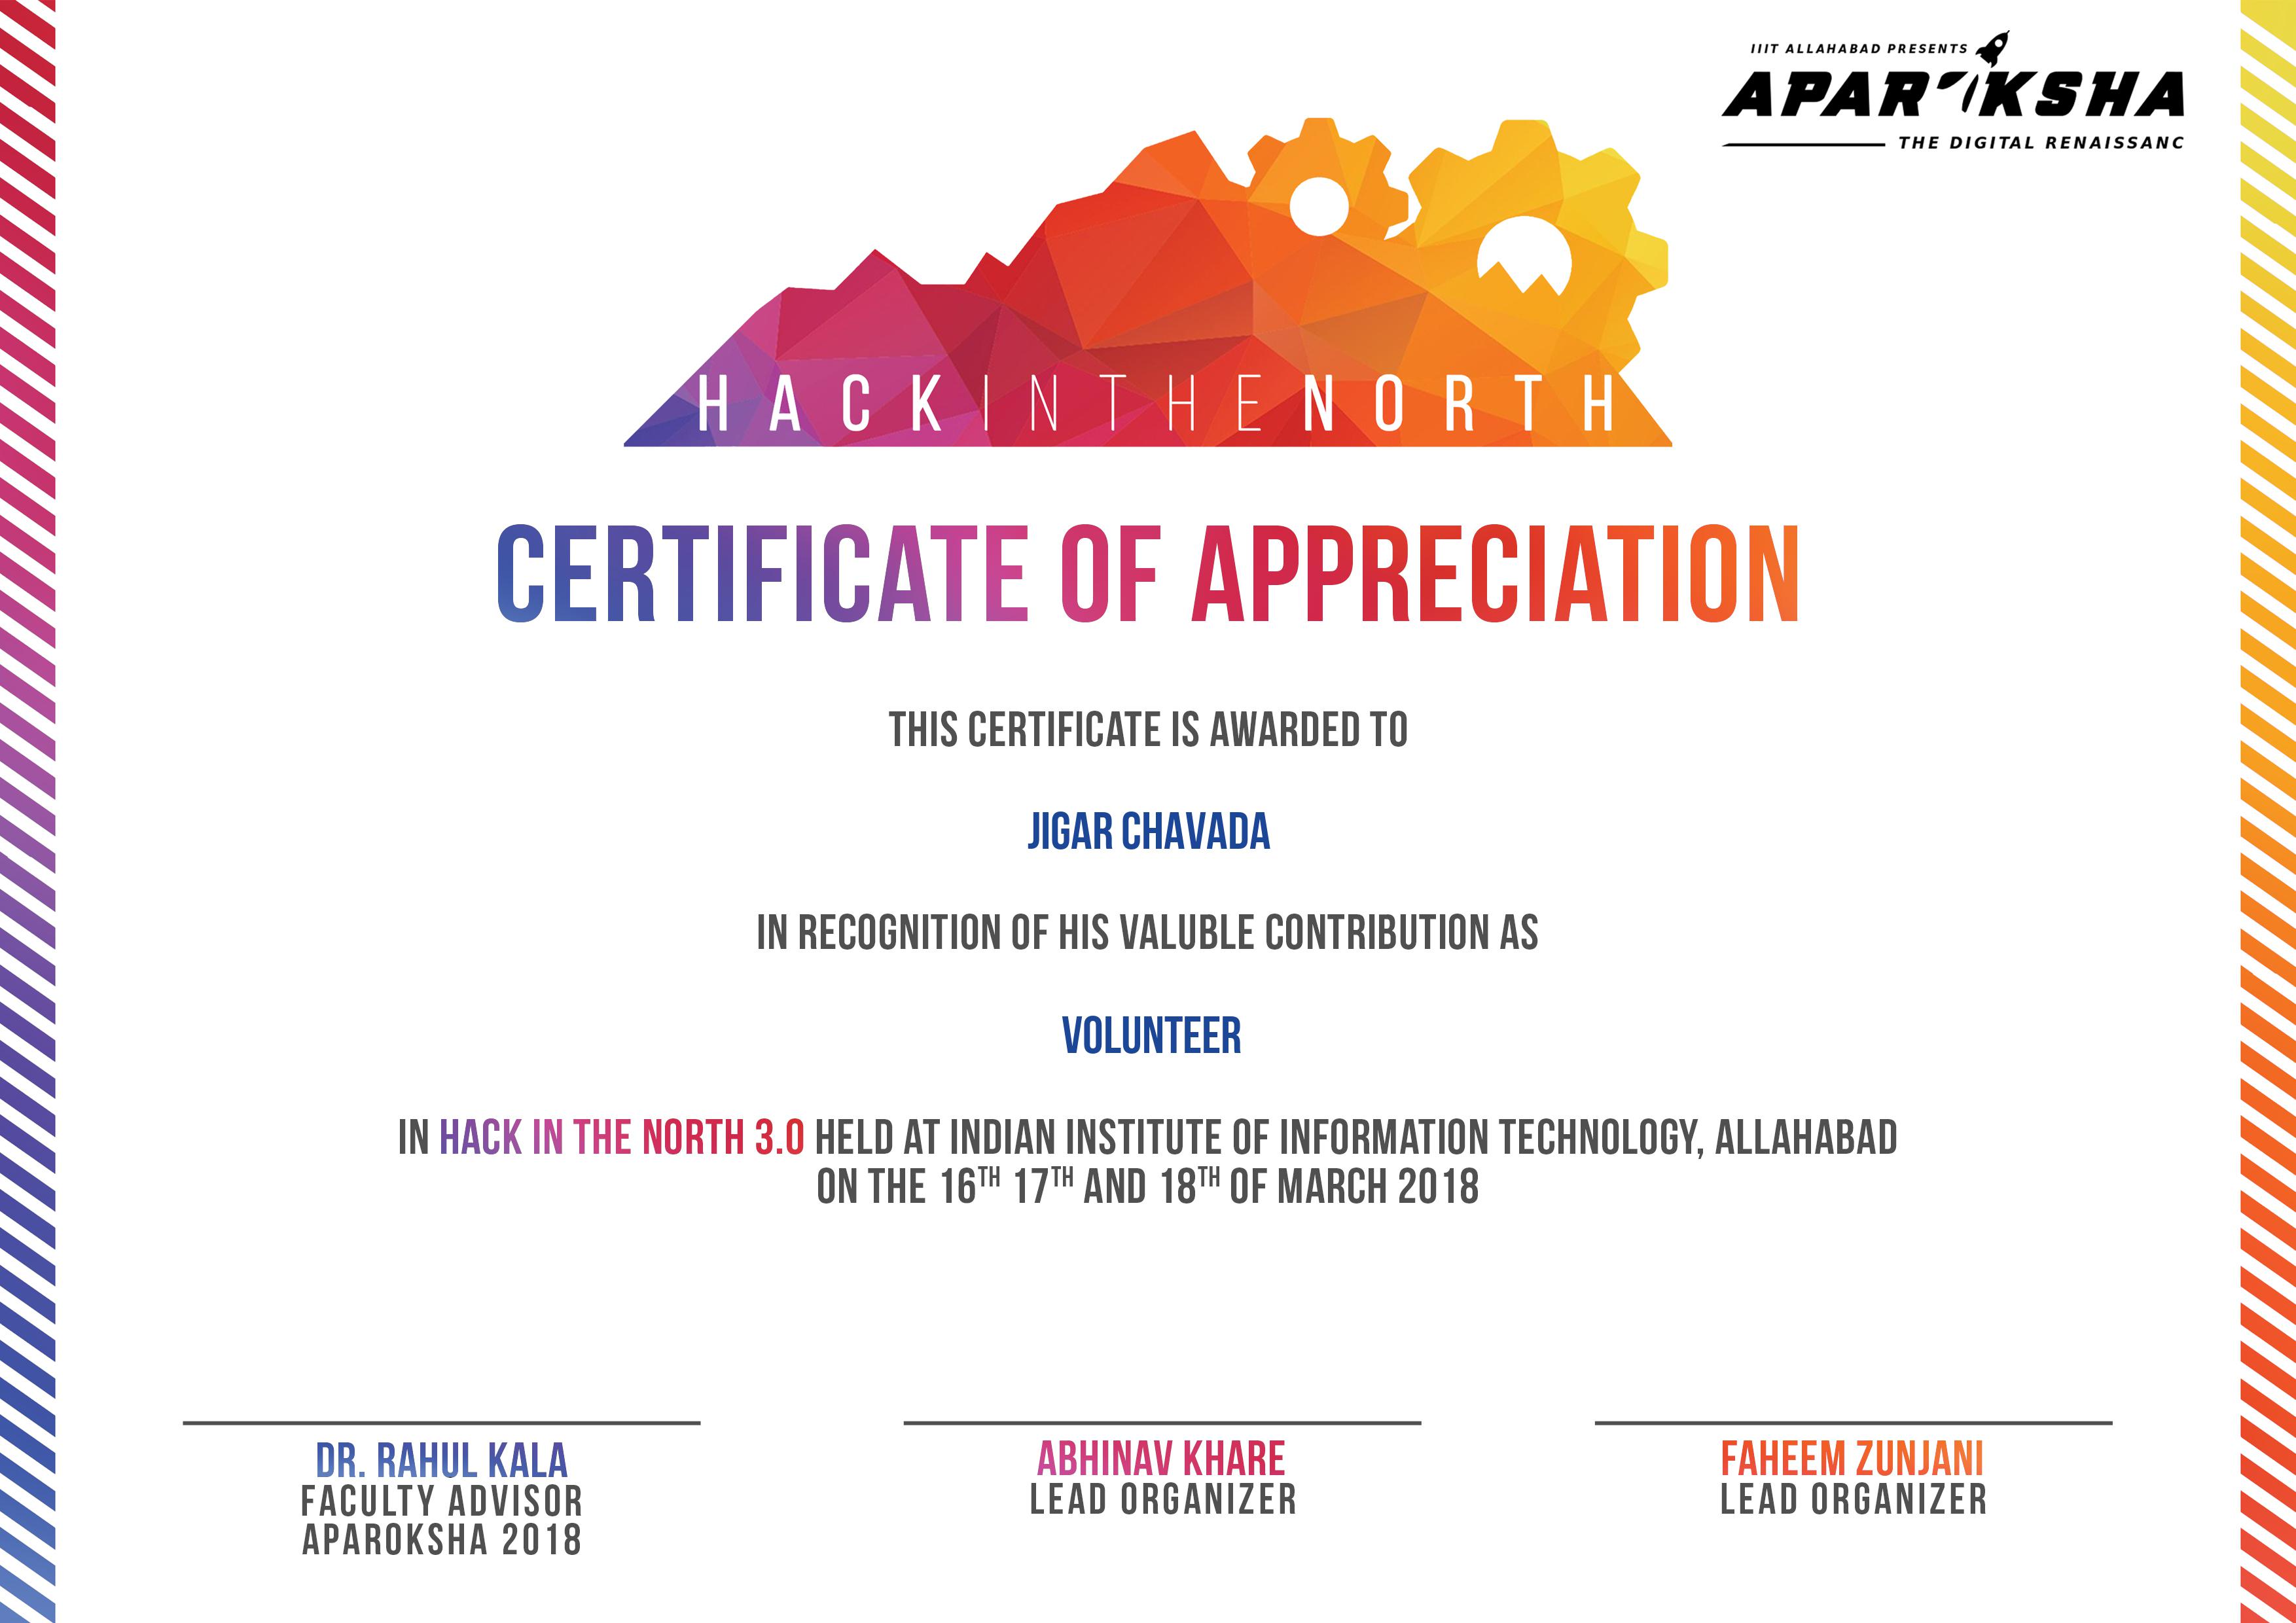 IIIT ALLAHABAD PRESENTS
APAROKSHA
THE DIGITAL RENAISSANC
HACKINTHENORTH
CERTIFICATE OF APPRECIATION
THIS CERTIFICATE IS AWARDED TO
JIGAR CHAVADA
IN RECOGNITION OF HIS VALUBLE CONTRIBUTION AS
VOLUNTEER
IN HACK IN THE NORTH 3.0 HELD AT INDIAN INSTITUTE OF INFORMATION TECHNOLOGY, ALLAHABAD
ON THE 16TH 17TH AND 18TH OF MARCH 2018
DR. RAHUL KALA
FACULTY ADVISOR
APAROKSHA 2018
ABHINAV KHARE
LEAD ORGANIZER
FAHEEM ZUNJANI
LEAD ORGANIZER